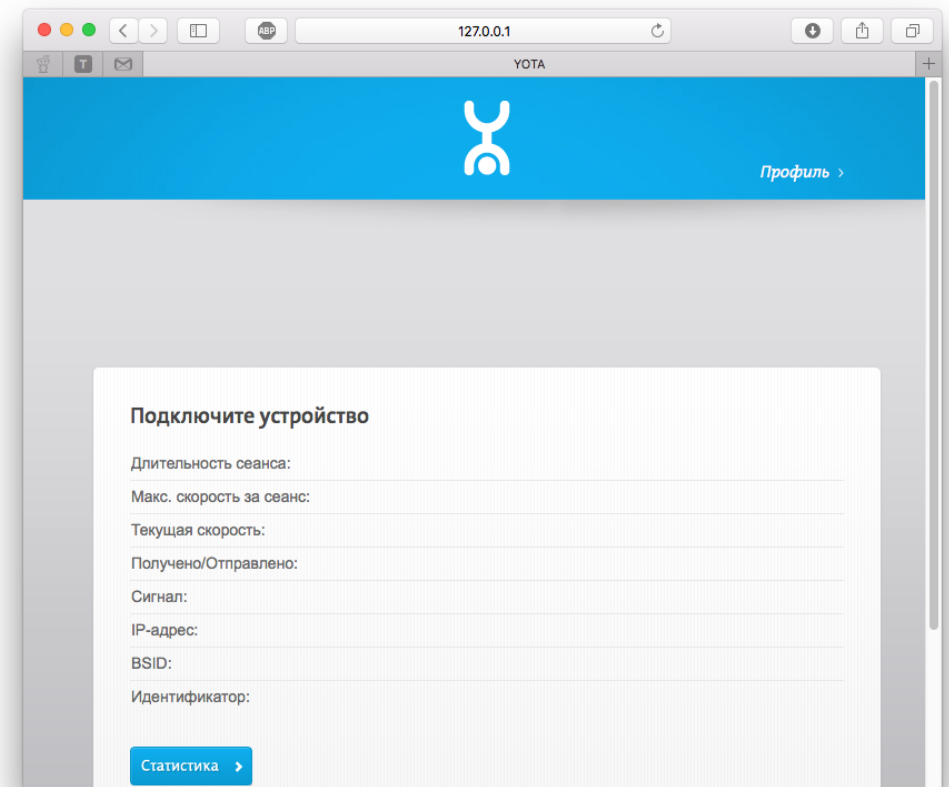 ABP
127.0.0.1
T
YOTA
Профиль
Подключите устройство
Длительность сеанса:
Макс. скорость за сеанс:
Текущая скорость:
Получено/Отправлено:
Сигнал:
IP-адрес:
BSID:
Идентификатор:
Статистика